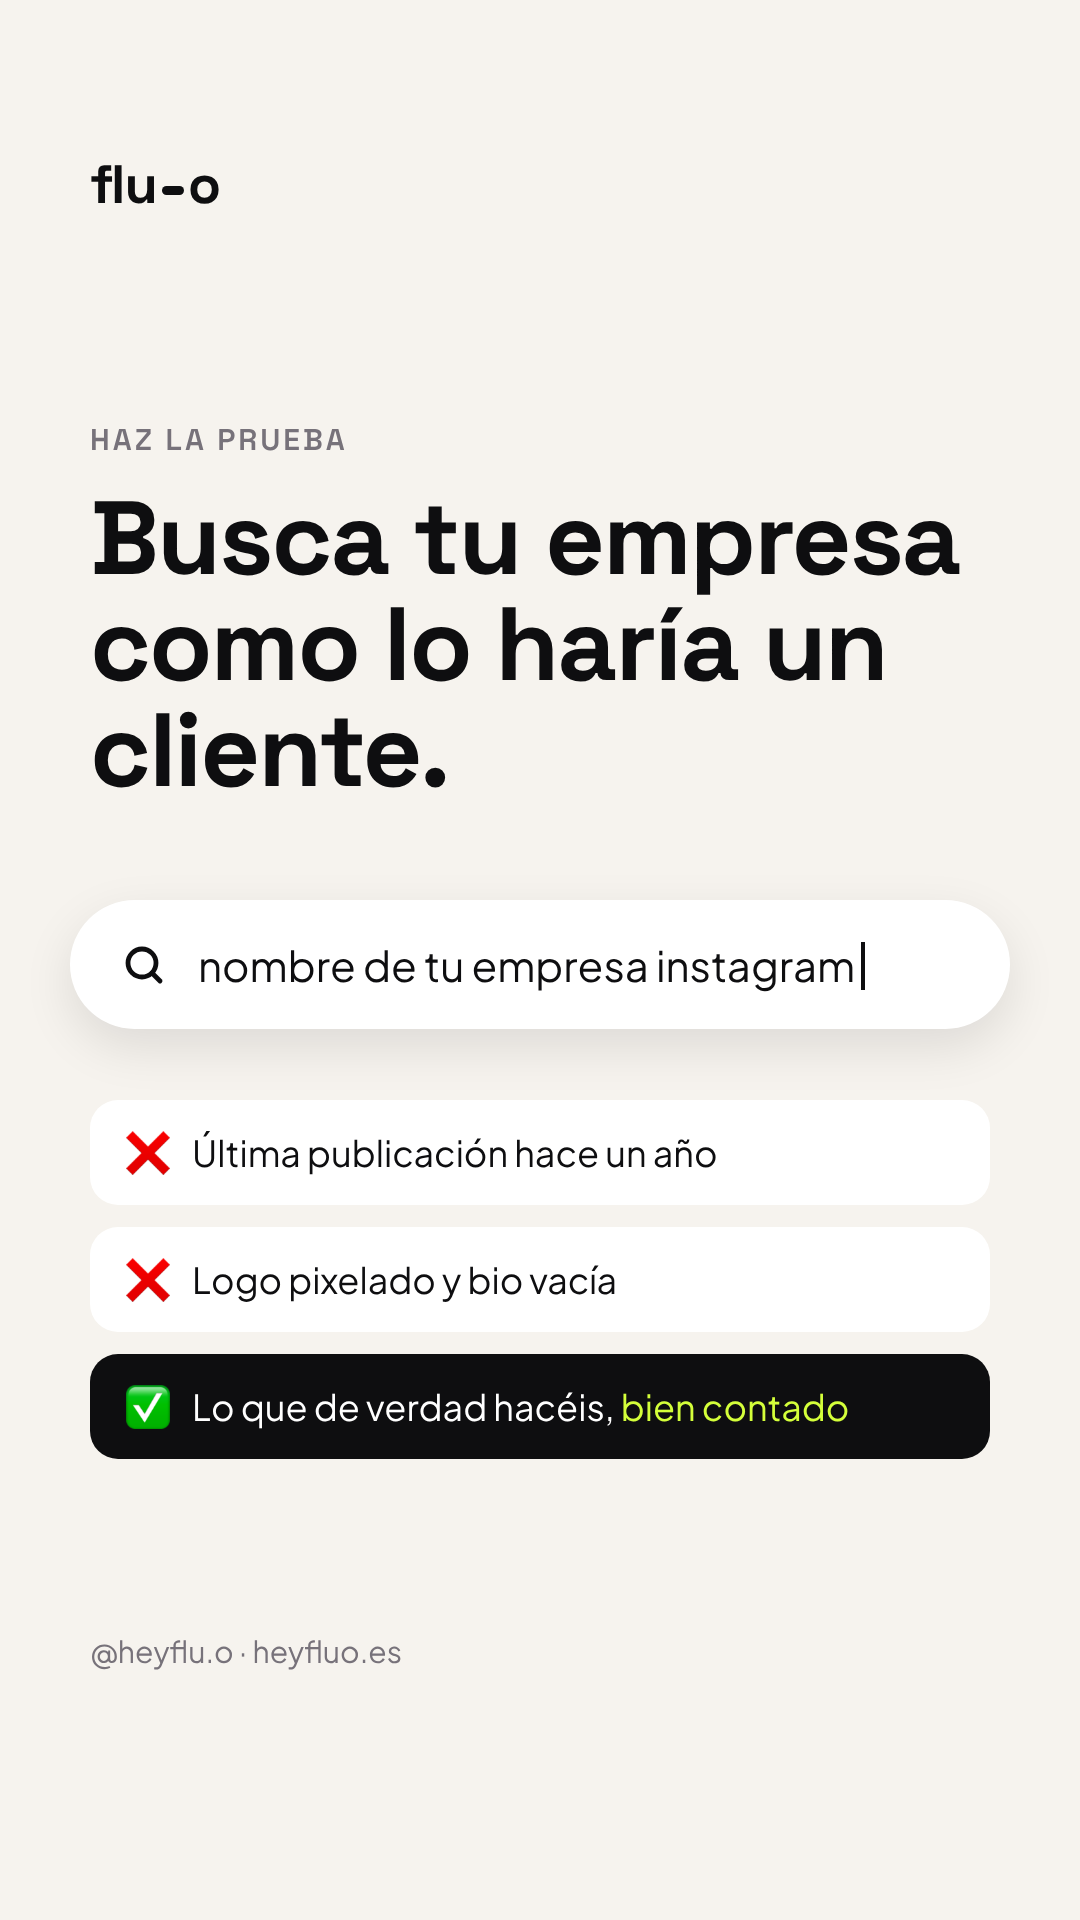 flu-o
HAZ LA PRUEBA
Busca tu empresa
como lo haría un
cliente.
nombre de tu empresa instagram
Última publicación hace un año
Logo pixelado y bio vacía
Lo que de verdad hacéis, bien contado
@heyflu.o · heyfluo.es